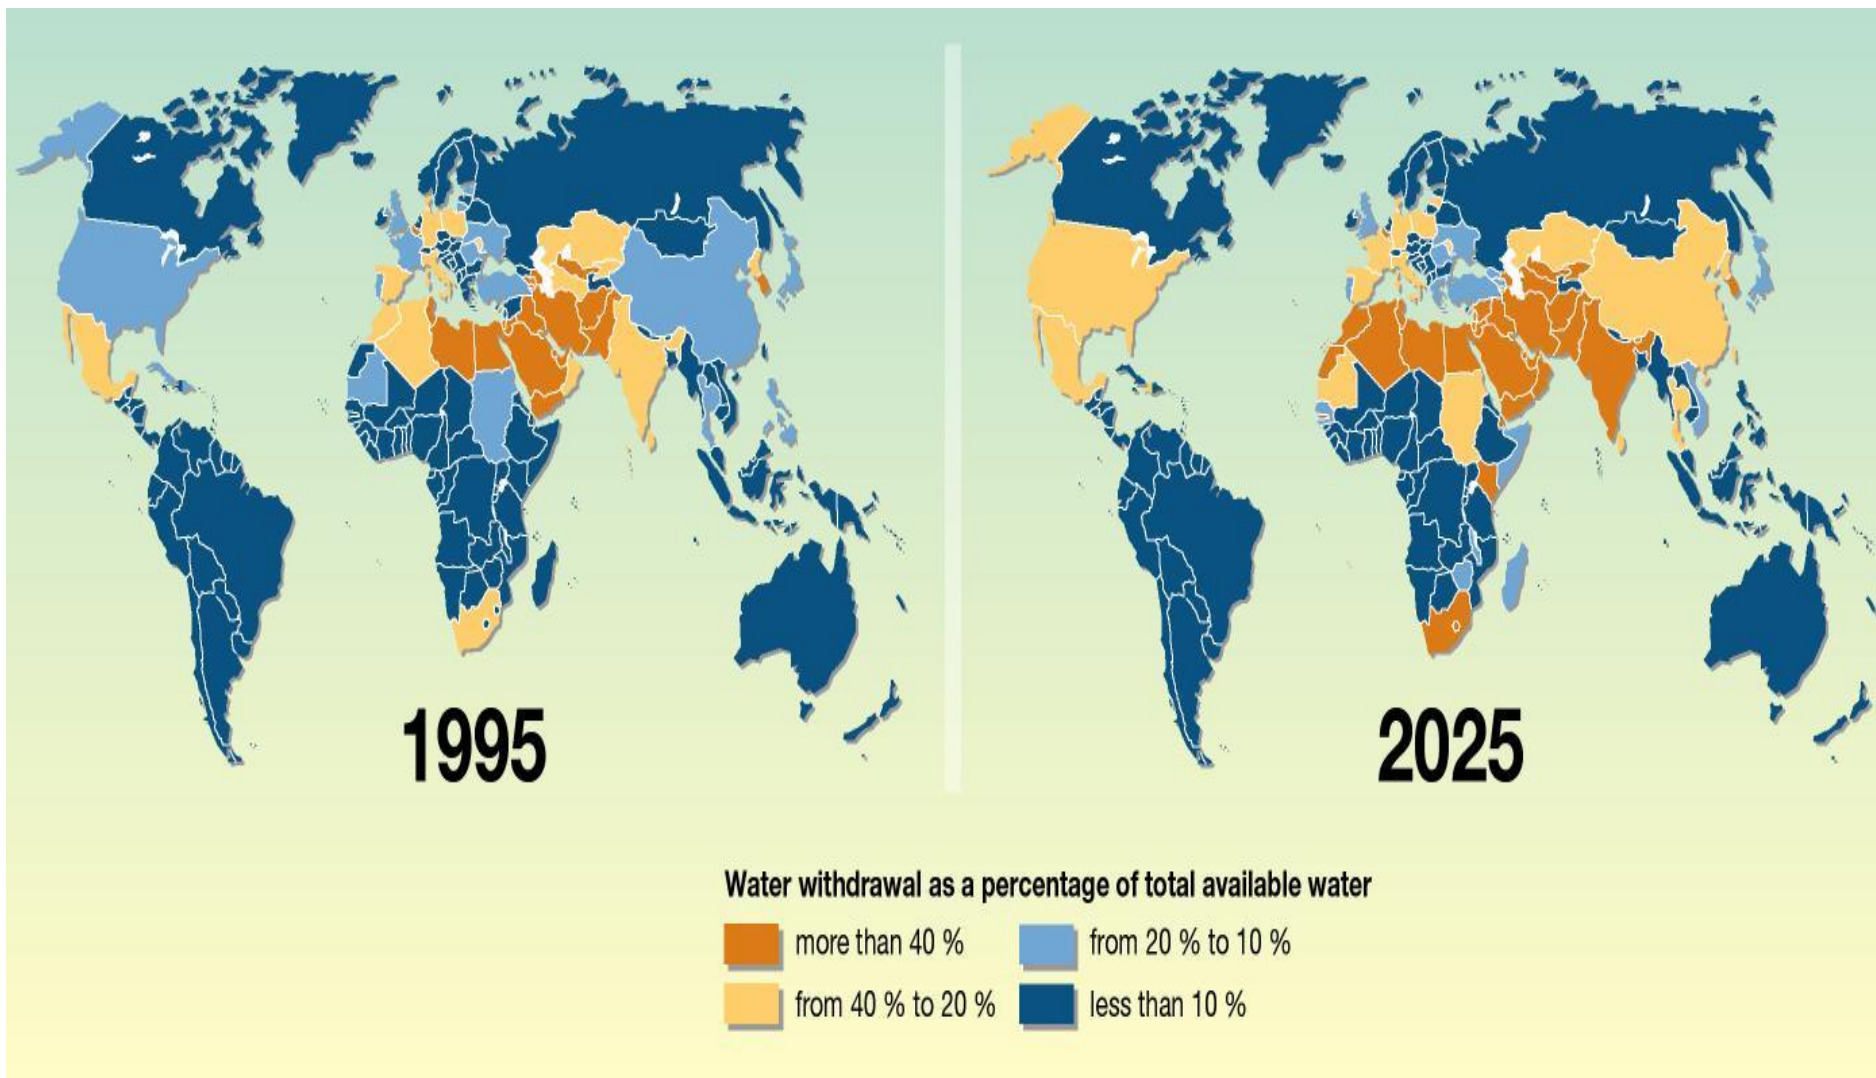 1995
2025
Water withdrawal as a percentage of total available water
more than 40 %
from 20 % to 10 %
from 40 % to 20 %
less than 10 %